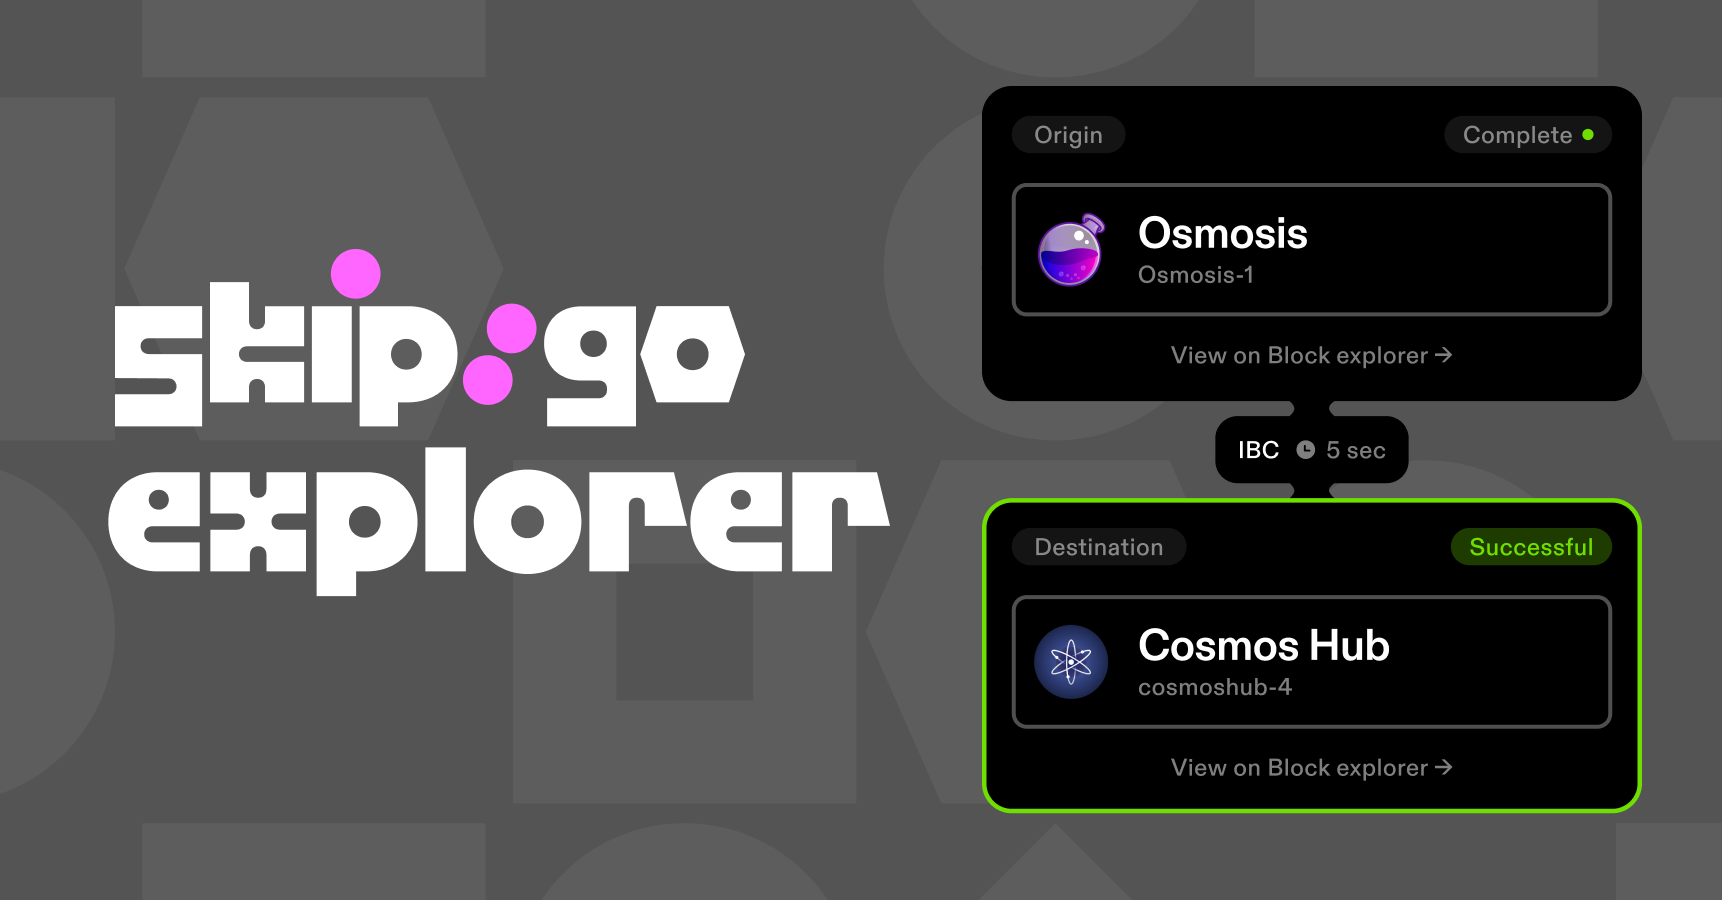 skip:go
explorer
Origin
Complete
Osmosis
Osmosis-1
View on Block explorer →
IBC 5 sec
Destination
Successful
Cosmos Hub
cosmoshub-4
View on Block explorer →